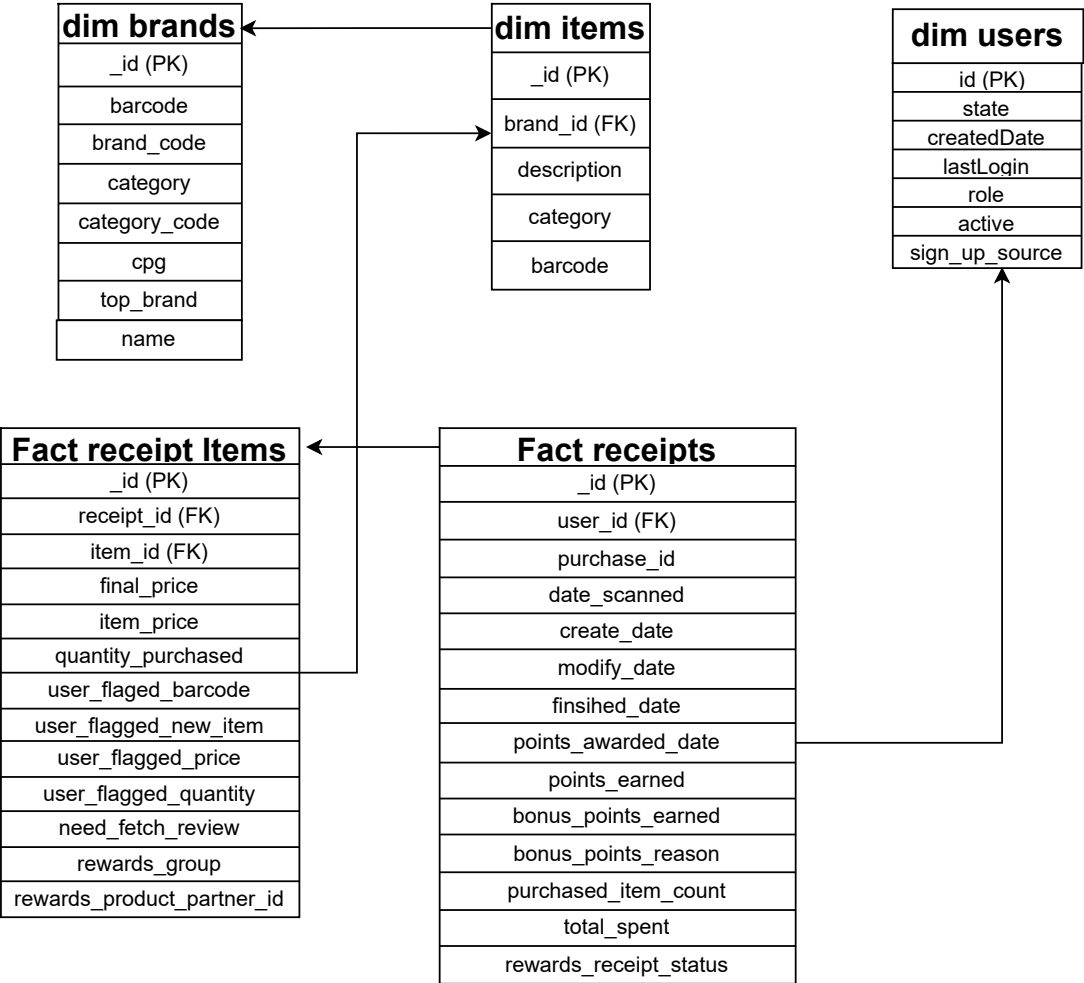 dim brands
_id (PK)
barcode
brand_code
category
category_code
cpg
top_brand
name
dim items
_id (PK)
brand_id (FK)
description
category
barcode
dim users
id (PK)
state
createdDate
lastLogin
role
active
sign_up_source
Fact receipt Items
_id (PK)
receipt_id (FK)
item_id (FK)
final_price
item_price
quantity_purchased
user_flaged_barcode
user_flagged_new_item
user_flagged_price
user_flagged_quantity
need_fetch_review
rewards_group
rewards_product_partner_id
Fact receipts
_id (PK)
user_id (FK)
purchase_id
date_scanned
create_date
modify_date
finsihed_date
points_awarded_date
points_earned
bonus_points_earned
bonus_points_reason
purchased_item_count
total_spent
rewards_receipt_status